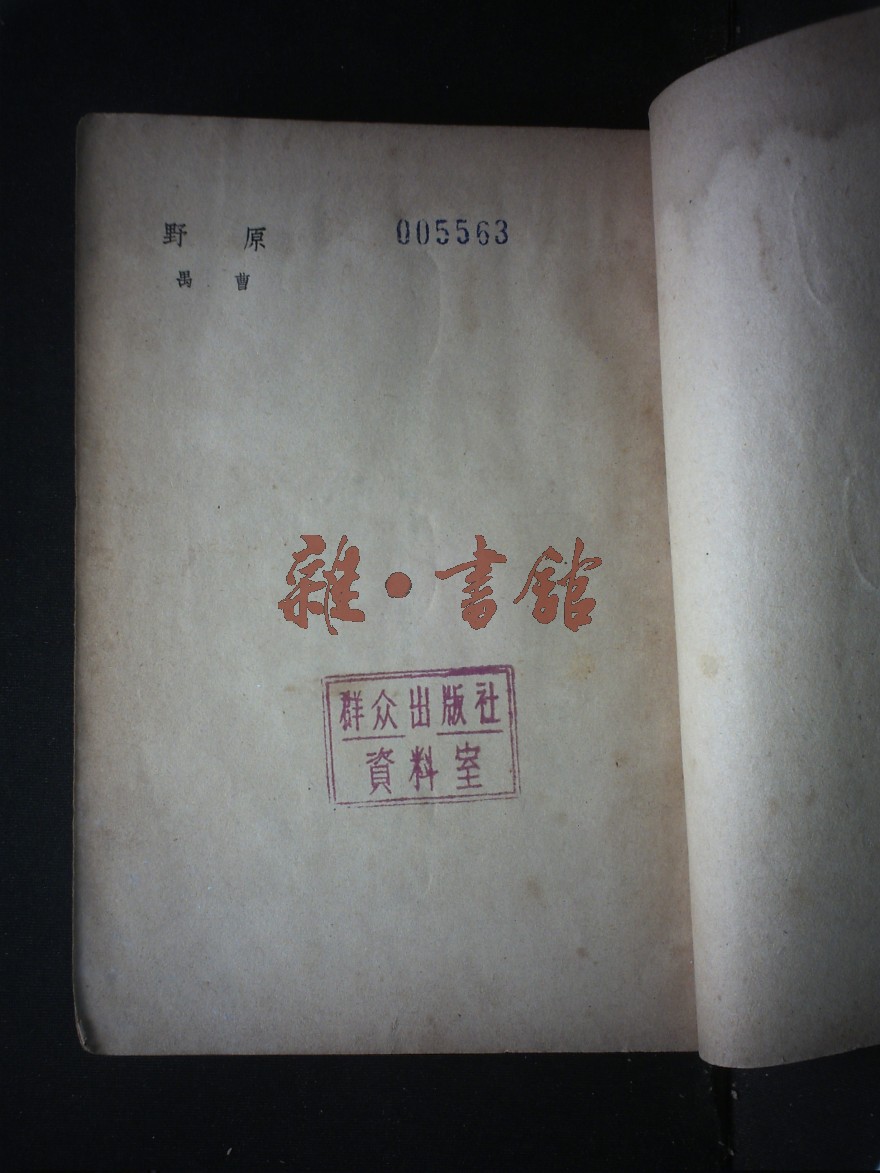 原野
曹禺
005563
雜·書館
群众出版社
資料室